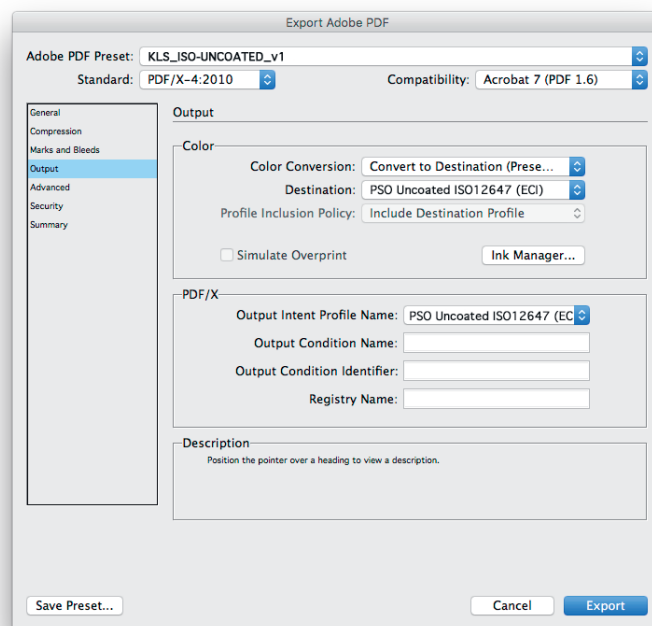 Export Adobe PDF
Adobe PDF Preset: KLS_ISO-UNCOATED_v1
Standard: PDF/X-4:2010 Compatibility: Acrobat 7 (PDF 1.6)
General
Compression
Marks and Bleeds
Output
Advanced
Security
Summary
Output
Color
Color Conversion: Convert to Destination (Prese...
Destination: PSO Uncoated ISO12647 (ECI)
Profile Inclusion Policy: Include Destination Profile
Simulate Overprint Ink Manager...
PDF/X
Output Intent Profile Name: PSO Uncoated ISO12647 (EC
Output Condition Name:
Output Condition Identifier:
Registry Name:
Description
Position the pointer over a heading to view a description.
Save Preset... Cancel Export